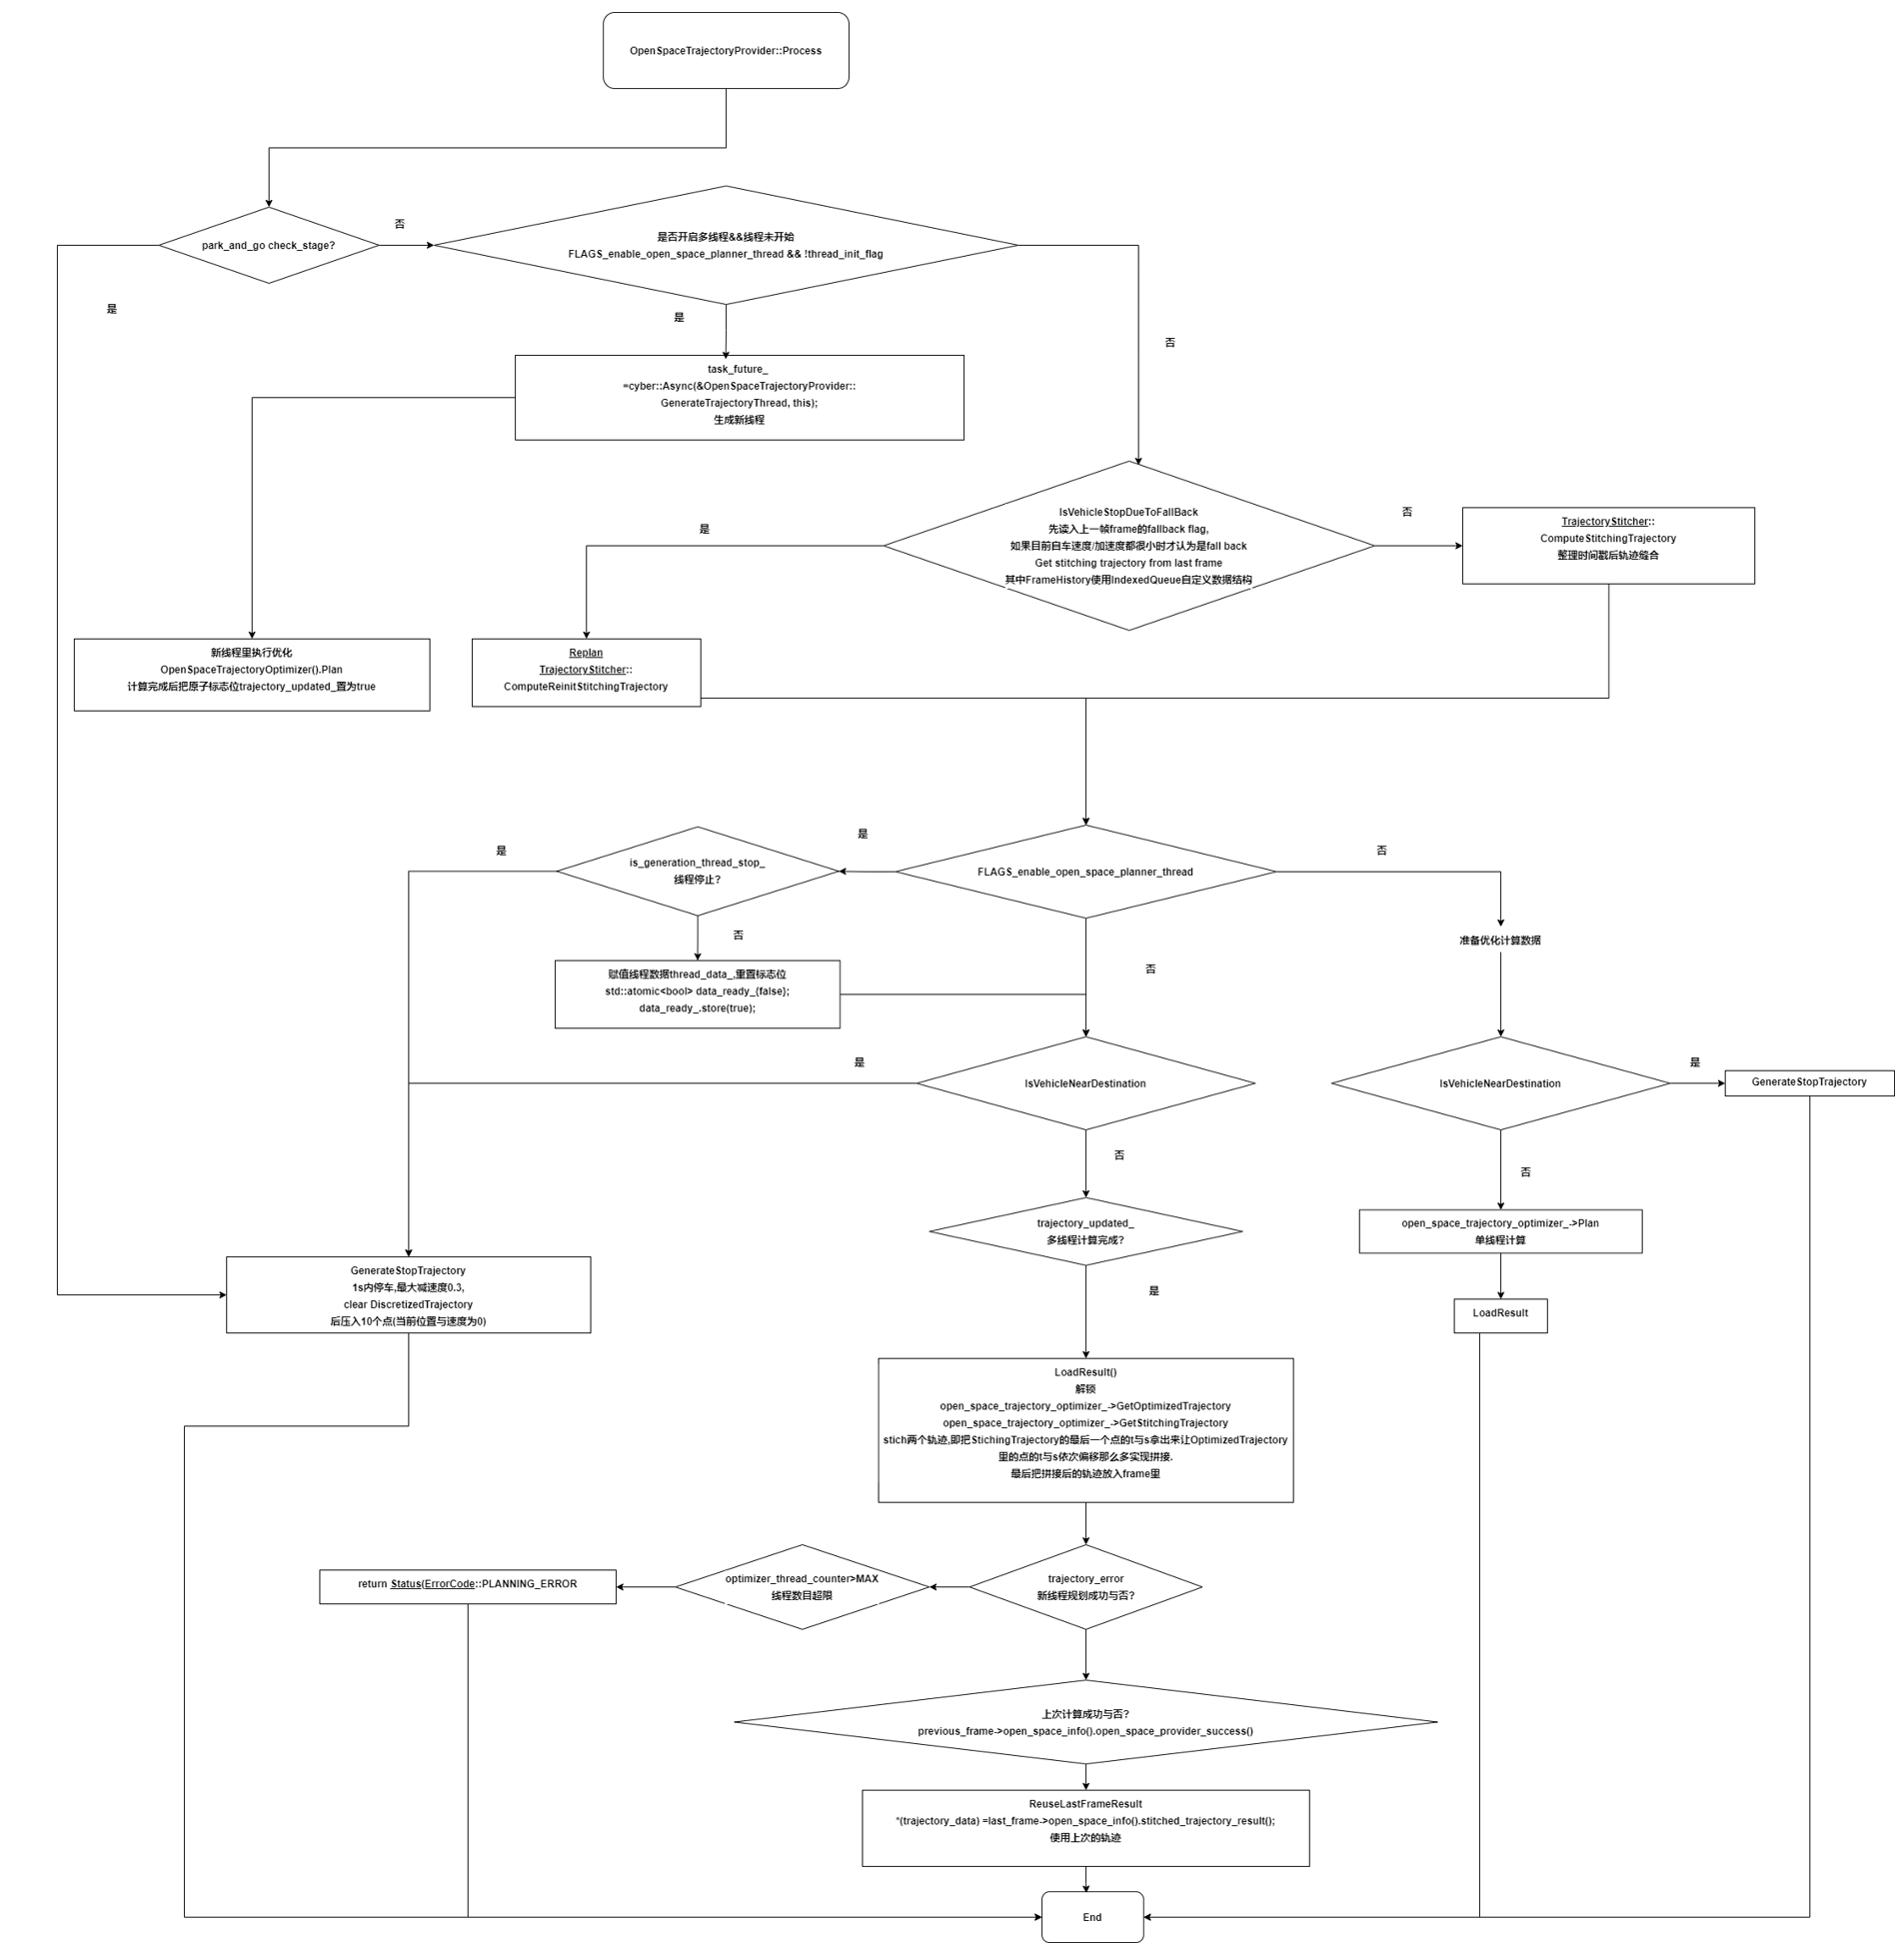 OpenSpaceTrajectoryProvider::Process
park_and_go check_stage?
否
是否开启多线程&&线程未开始
FLAGS_enable_open_space_planner_thread && !thread_init_flag
是
是
否
task_future_
=cyber::Async(&OpenSpaceTrajectoryProvider::
GenerateTrajectoryThread, this);
生成新线程
IsVehicleStopDueToFallBack
先读入上一帧frame的fallback flag,
如果目前自车速度/加速度都很小时才认为是fall back
Get stitching trajectory from last frame
其中FrameHistory使用IndexedQueue自定义数据结构
是
否
TrajectoryStitcher::
ComputeStitchingTrajectory
整理时间戳后轨迹缝合
新线程里执行优化
OpenSpaceTrajectoryOptimizer().Plan
计算完成后把原子标志位trajectory_updated_置为true
Replan
TrajectoryStitcher::
ComputeReinitStitchingTrajectory
是
is_generation_thread_stop_
线程停止?
是
FLAGS_enable_open_space_planner_thread
否
否
准备优化计算数据
赋值线程数据thread_data_,重置标志位
std::atomic<bool> data_ready_{false};
data_ready_.store(true);
否
是
IsVehicleNearDestination
IsVehicleNearDestination
是
GenerateStopTrajectory
否
否
trajectory_updated_
多线程计算完成?
open_space_trajectory_optimizer_->Plan
单线程计算
GenerateStopTrajectory
1s内停车,最大减速度0.3,
clear DiscretizedTrajectory
后压入10个点(当前位置与速度为0)
是
LoadResult
LoadResult()
解锁
open_space_trajectory_optimizer_->GetOptimizedTrajectory
open_space_trajectory_optimizer_->GetStitchingTrajectory
stich两个轨迹,即把StichingTrajectory的最后一个点的t与s拿出来让OptimizedTrajectory
里的点的t与s依次偏移那么多实现拼接.
最后把拼接后的轨迹放入frame里
return Status(ErrorCode::PLANNING_ERROR
optimizer_thread_counter>MAX
线程数目超限
trajectory_error
新线程规划成功与否?
上次计算成功与否?
previous_frame->open_space_info().open_space_provider_success()
ReuseLastFrameResult
*(trajectory_data) =last_frame->open_space_info().stitched_trajectory_result();
使用上次的轨迹
End